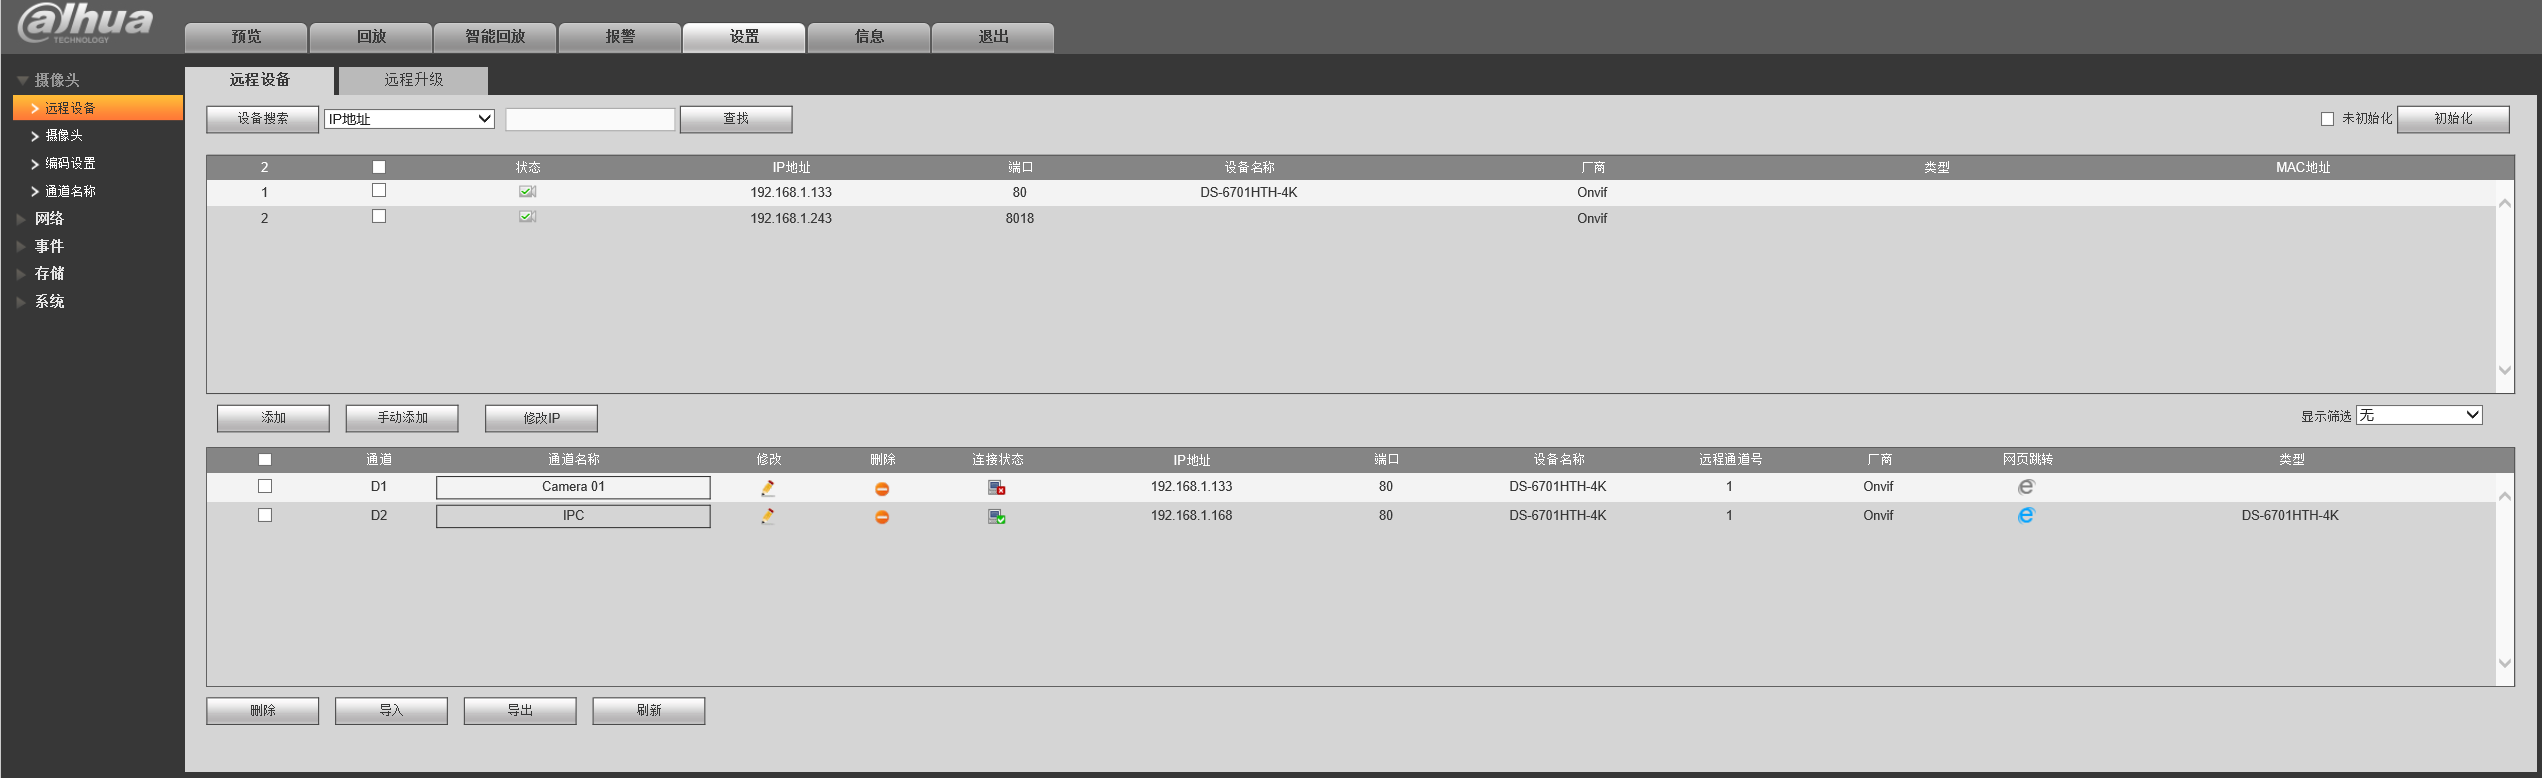 alhua
TECHNOLOGY
预览 回放 智能回放 报警 设置 信息 退出
摄像头
远程设备
摄像头
编码设置
通道名称
网络
事件
存储
系统
远程设备 远程升级
设备搜索 IP地址 查找 未初始化 初始化
2 状态 IP地址 端口 设备名称 厂商 类型 MAC地址
1 192.168.1.133 80 DS-6701HTH-4K Onvif
2 192.168.1.243 8018 Onvif
添加 手动添加 修改IP 显示筛选 无
通道 通道名称 修改 删除 连接状态 IP地址 端口 设备名称 远程通道号 厂商 网页跳转 类型
D1 Camera 01 192.168.1.133 80 DS-6701HTH-4K 1 Onvif
D2 IPC 192.168.1.168 80 DS-6701HTH-4K 1 Onvif DS-6701HTH-4K
删除 导入 导出 刷新